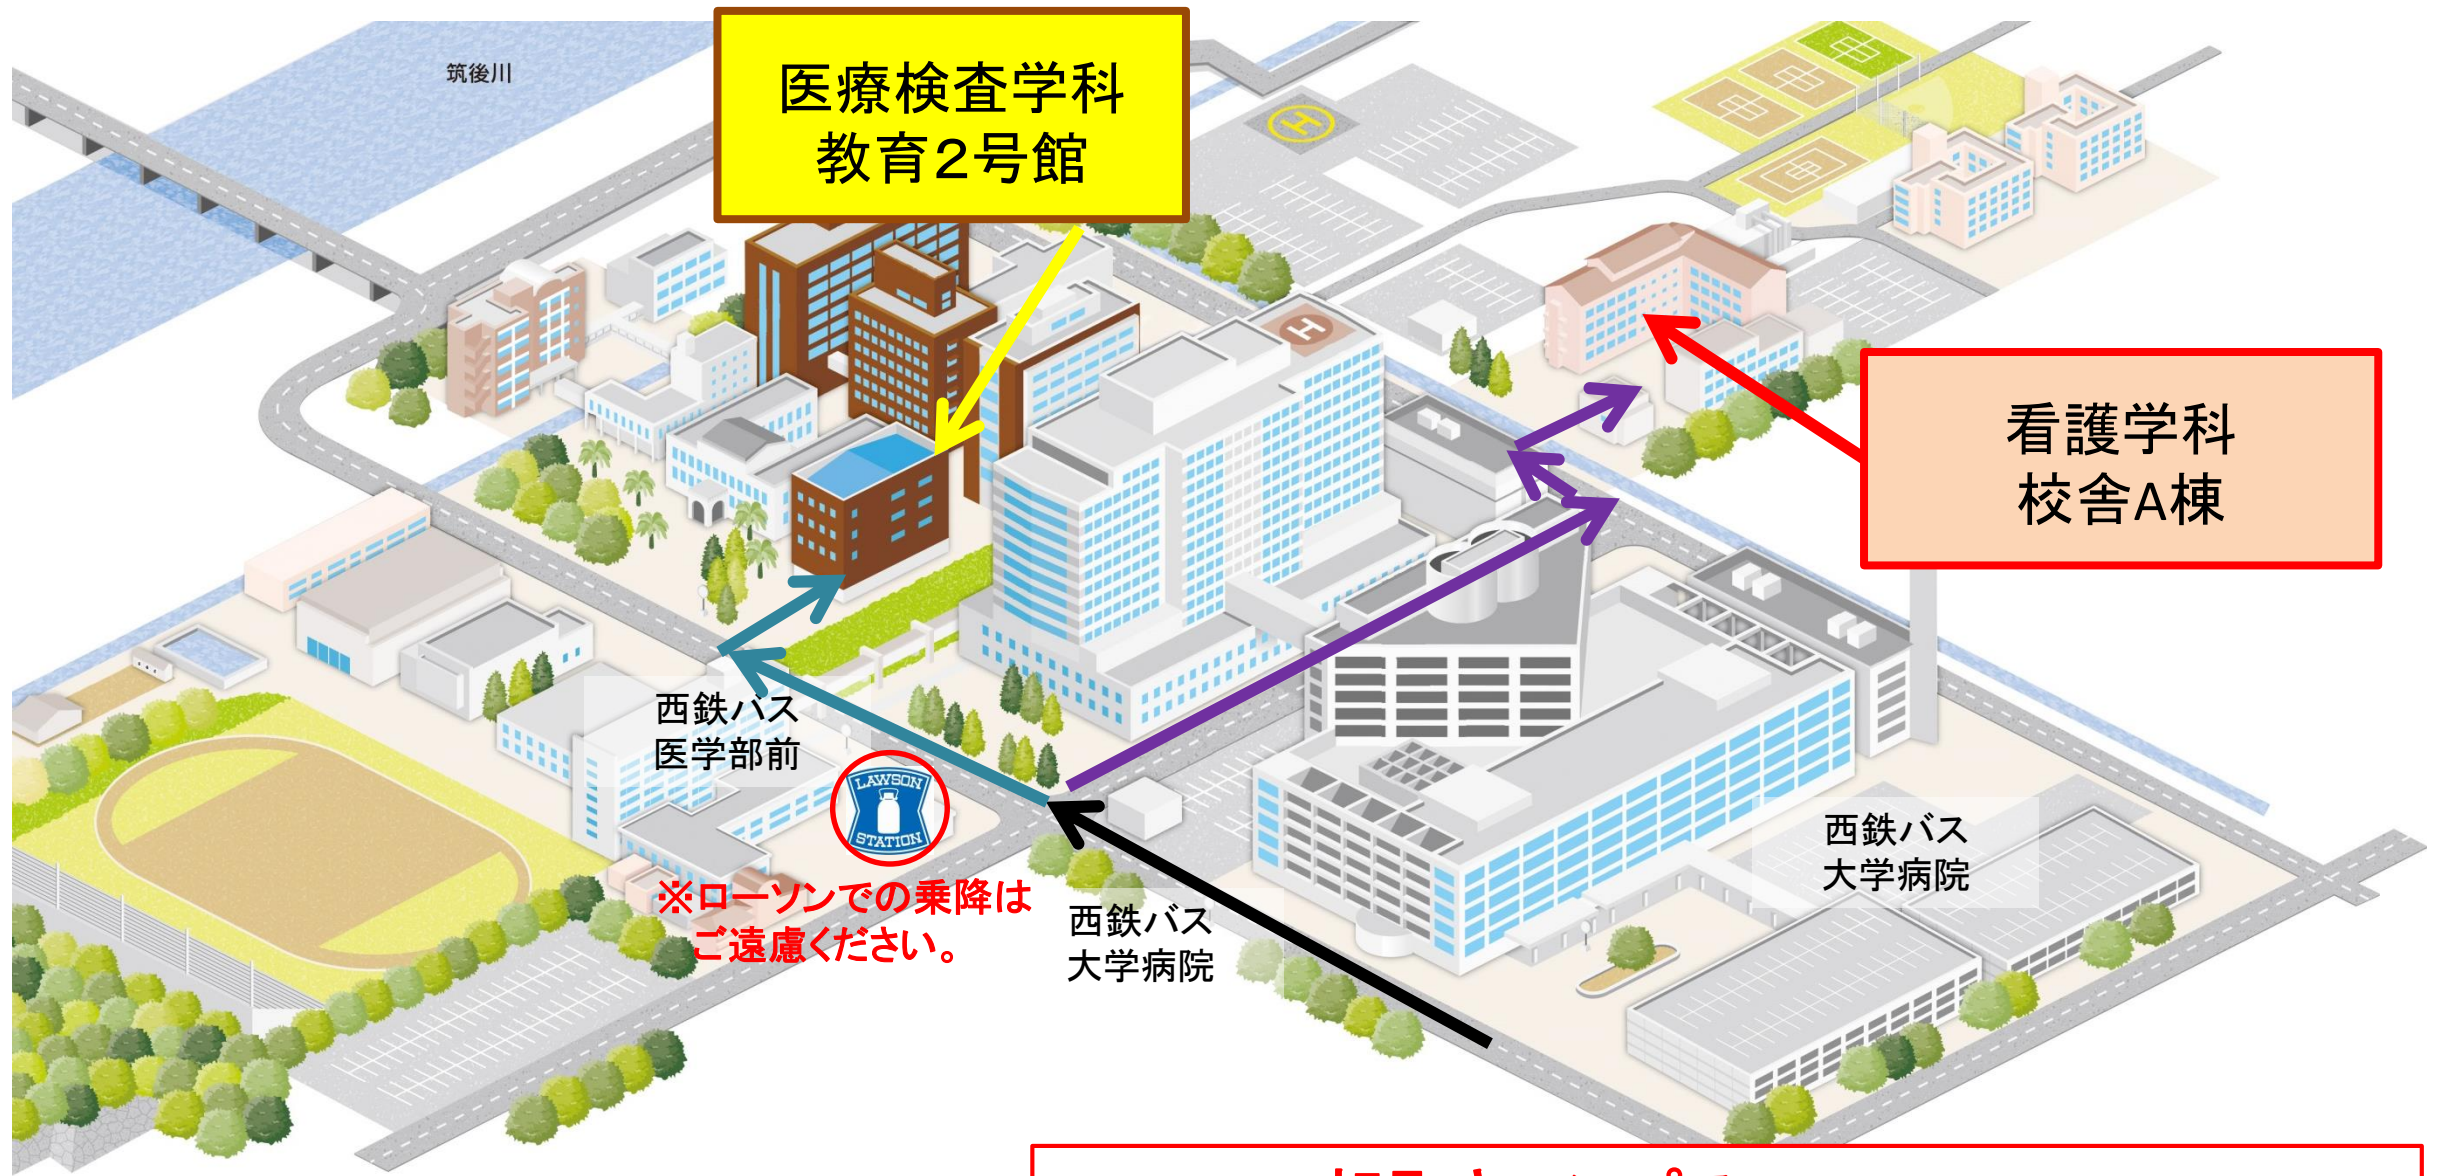 筑後川
医療検査学科
教育2号館
看護学科
校舎A棟
西鉄バス
医学部前
LAWSON
STATION
※ローソンでの乗降は
ご遠慮ください。
西鉄バス
大学病院
西鉄バス
大学病院